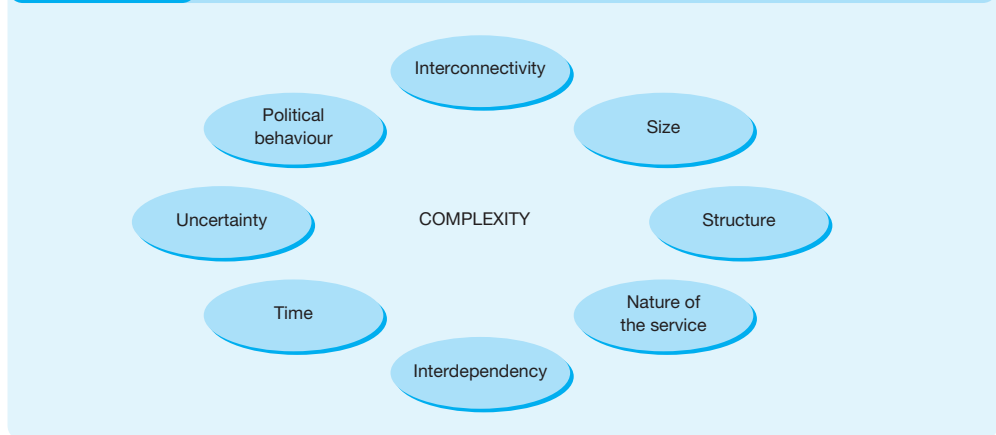 Interconnectivity
Political
behaviour
Size
Uncertainty
COMPLEXITY
Structure
Time
Nature of
the service
Interdependency